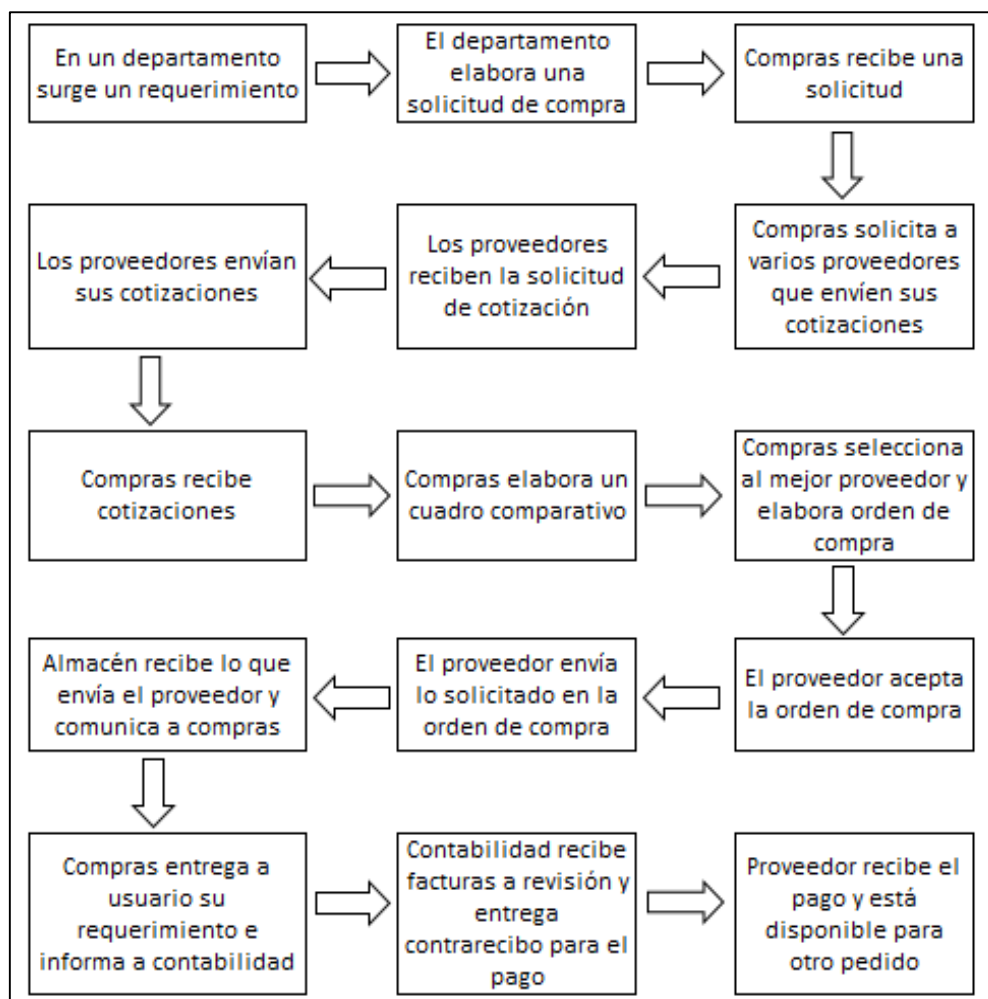 En un departamento
surge un requerimiento
El departamento
elabora una
solicitud de compra
Compras recibe una
solicitud
Compras solicita a
varios proveedores
que envíen sus
cotizaciones
Los proveedores
reciben la solicitud
de cotización
Los proveedores envían
sus cotizaciones
Compras recibe
cotizaciones
Compras elabora un
cuadro comparativo
Compras selecciona
al mejor proveedor y
elabora orden de
compra
El proveedor acepta
la orden de compra
El proveedor envía
lo solicitado en la
orden de compra
Almacén recibe lo que
envía el proveedor y
comunica a compras
Compras entrega a
usuario su
requerimiento e
informa a contabilidad
Contabilidad recibe
facturas a revisión y
entrega
contrarecibo para el
pago
Proveedor recibe el
pago y está
disponible para
otro pedido